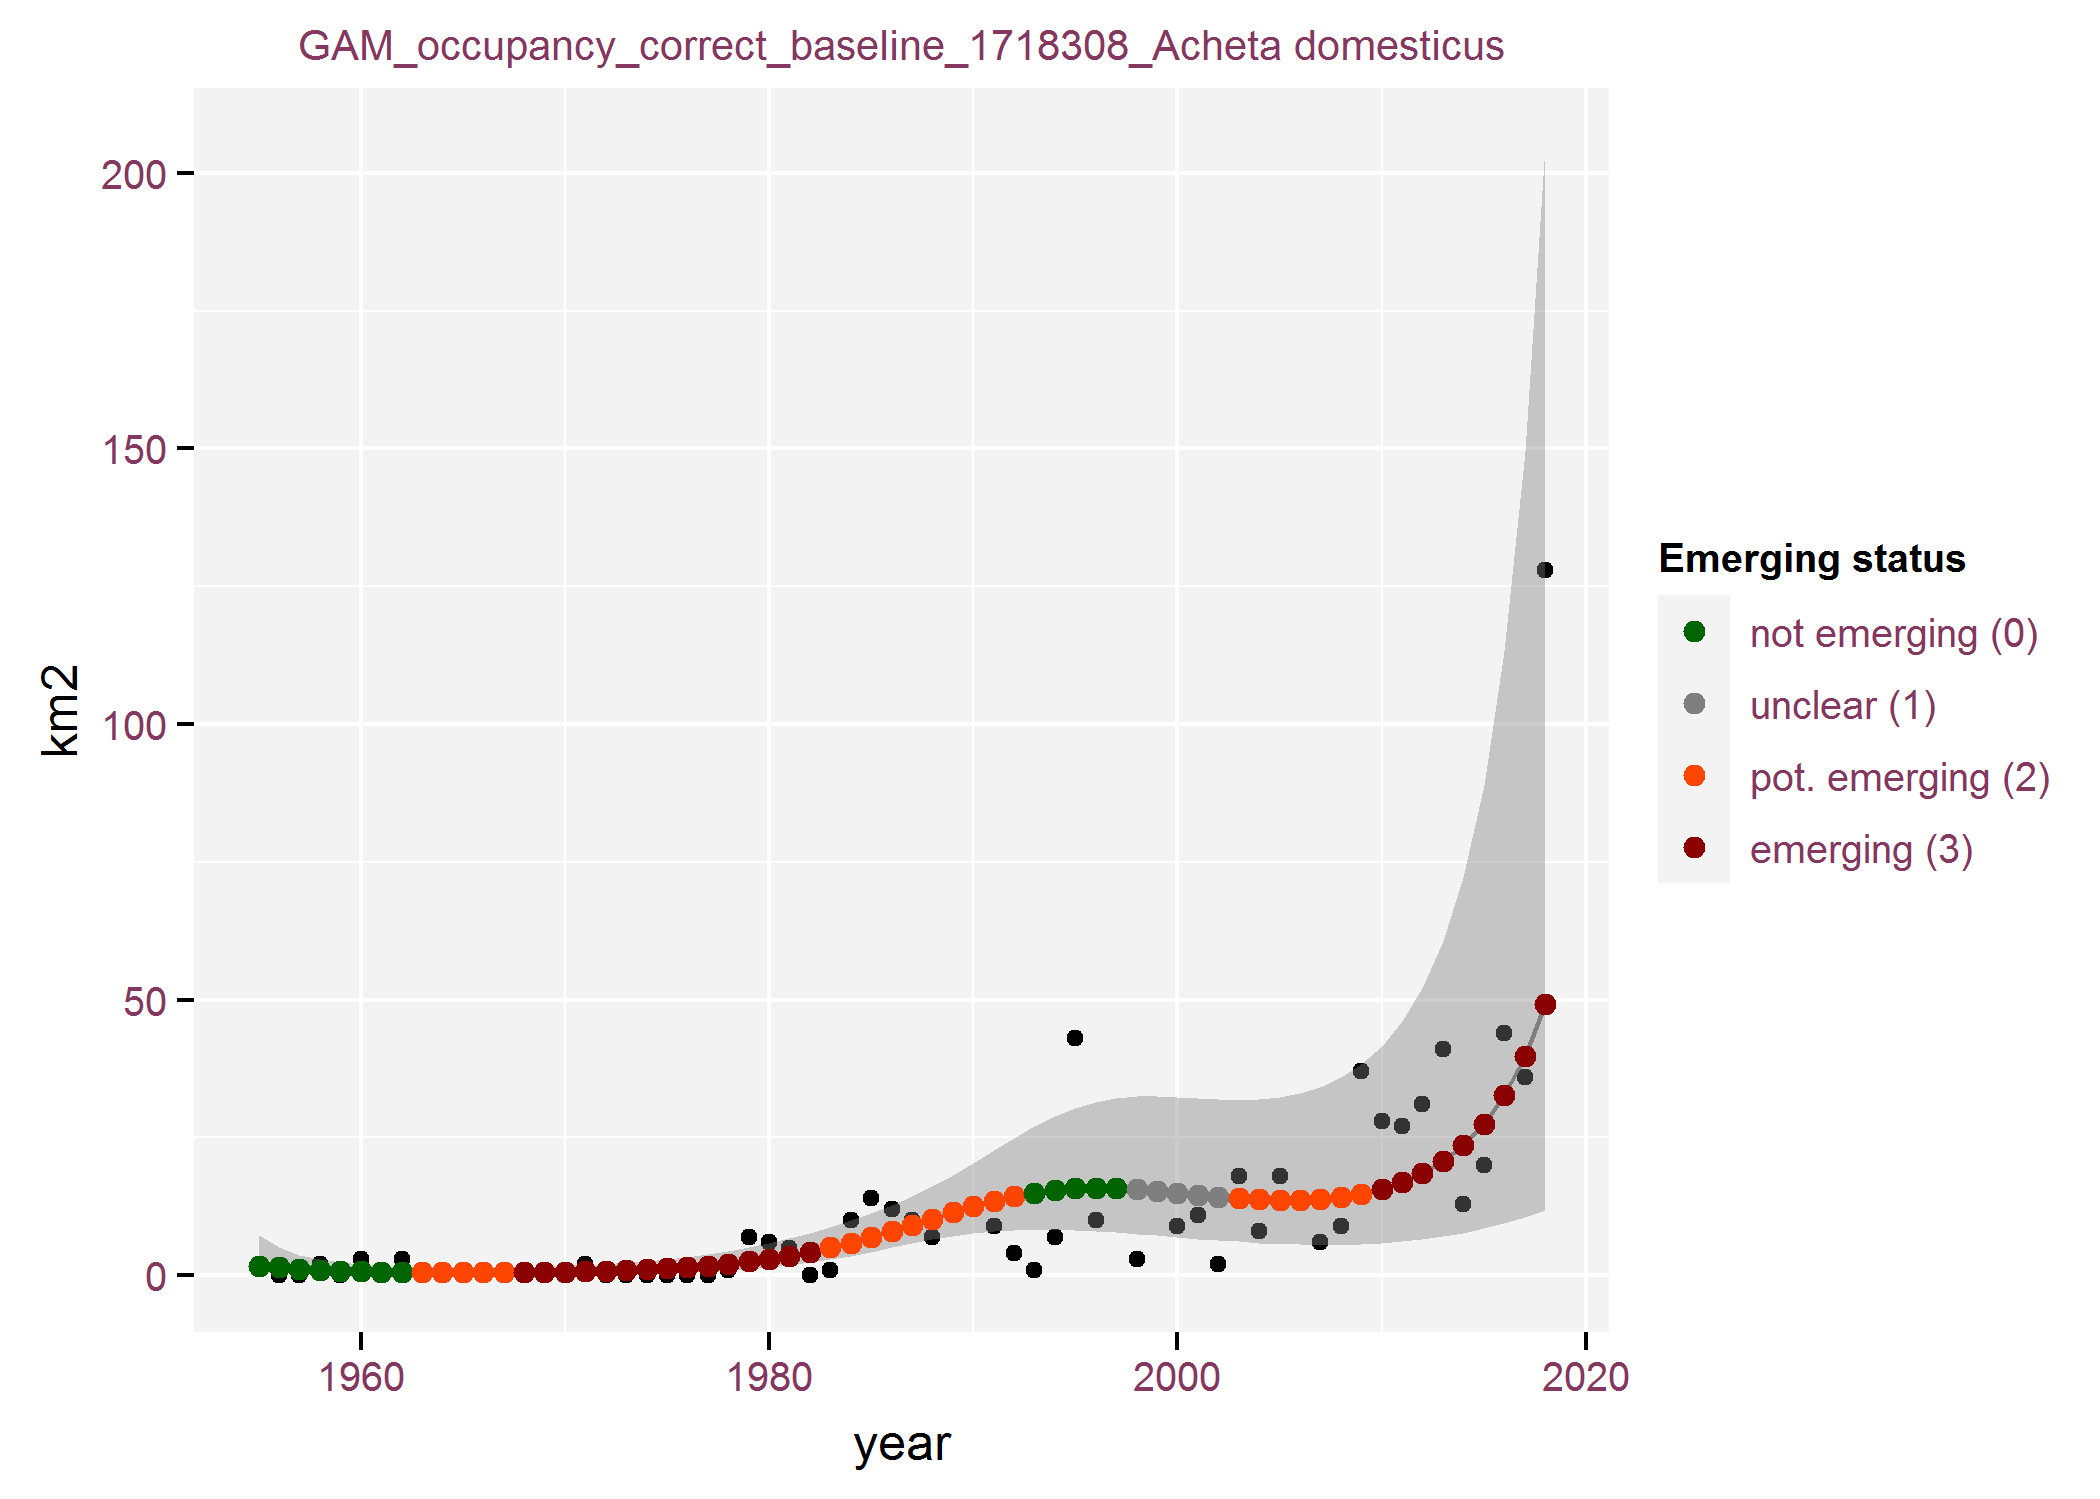 GAM_occupancy_correct_baseline_1718308_Acheta domesticus
200
150
100
50
0
km2
1960
1980
2000
2020
year
Emerging status
not emerging (0)
unclear (1)
pot. emerging (2)
emerging (3)